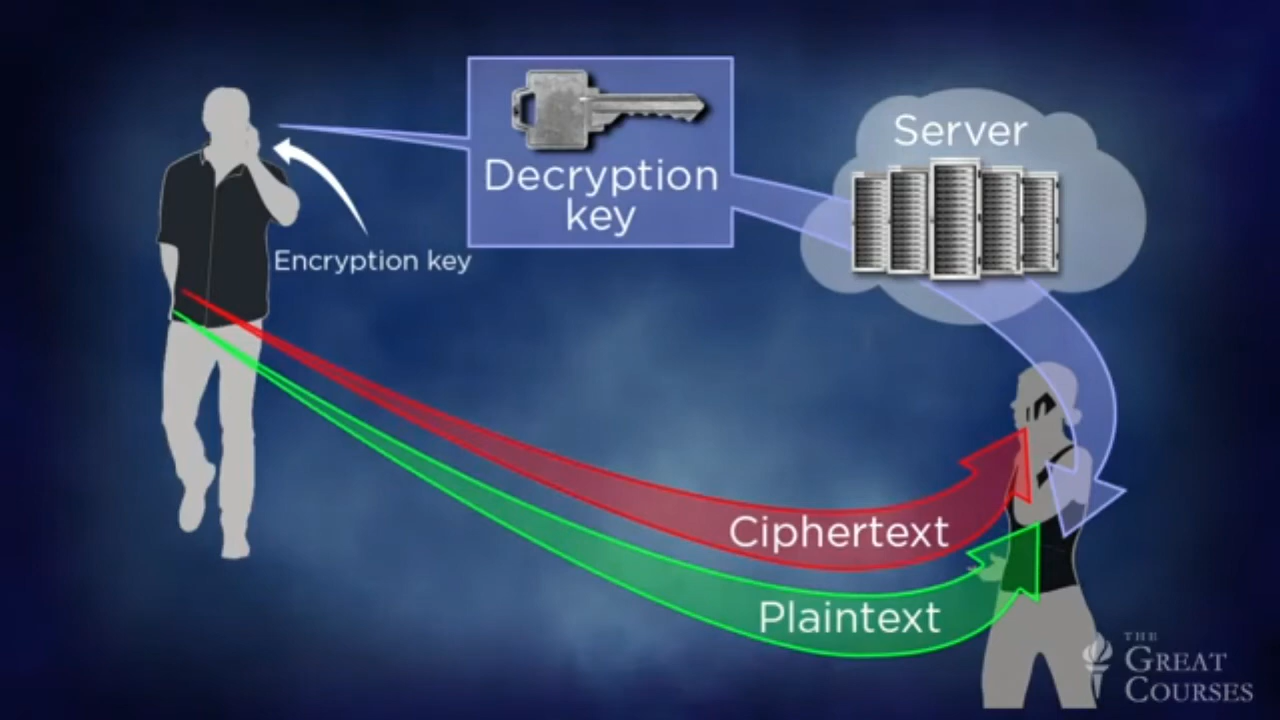 Server
Decryption
key
Encryption key
Ciphertext
Plaintext
THE
GREAT
COURSES